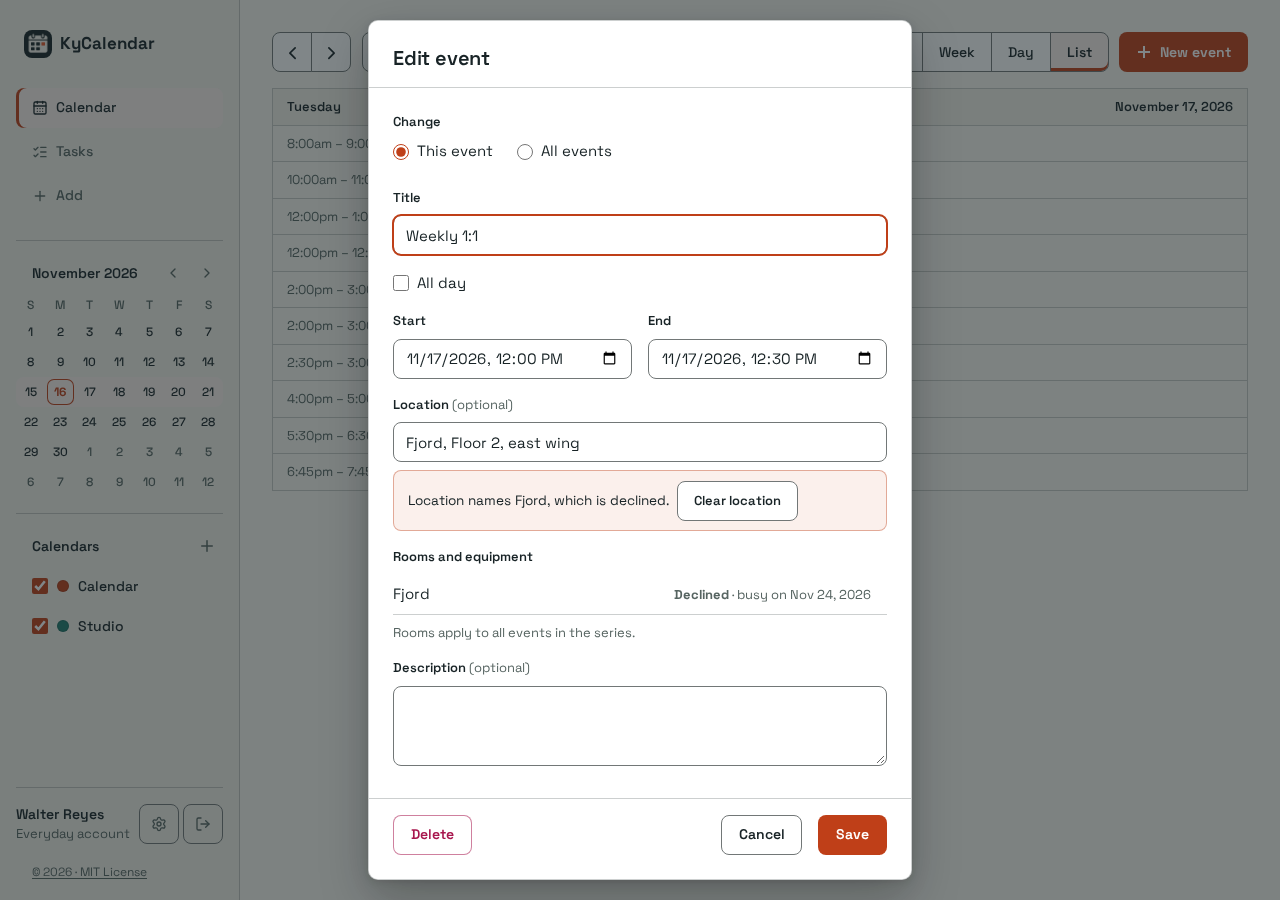 KyCalendar
Calendar
Tasks
Add
November 2026
S M T W T F S
1 2 3 4 5 6 7
8 9 10 11 12 13 14
15 16 17 18 19 20 21
22 23 24 25 26 27 28
29 30 1 2 3 4 5
6 7 8 9 10 11 12
Calendars
Calendar
Studio
Walter Reyes
Everyday account
© 2026 · MIT License
Week Day List
New event
Tuesday November 17, 2026
8:00am – 9:00
10:00am – 11:0
12:00pm – 1:0
12:00pm – 12:
2:00pm – 3:0
2:00pm – 3:0
2:30pm – 3:0
4:00pm – 5:0
5:30pm – 6:3
6:45pm – 7:45
Edit event
Change
This event All events
Title
Weekly 1:1
All day
Start End
11/17/2026, 12:00 PM 11/17/2026, 12:30 PM
Location (optional)
Fjord, Floor 2, east wing
Location names Fjord, which is declined. Clear location
Rooms and equipment
Fjord Declined · busy on Nov 24, 2026
Rooms apply to all events in the series.
Description (optional)
Delete Cancel Save